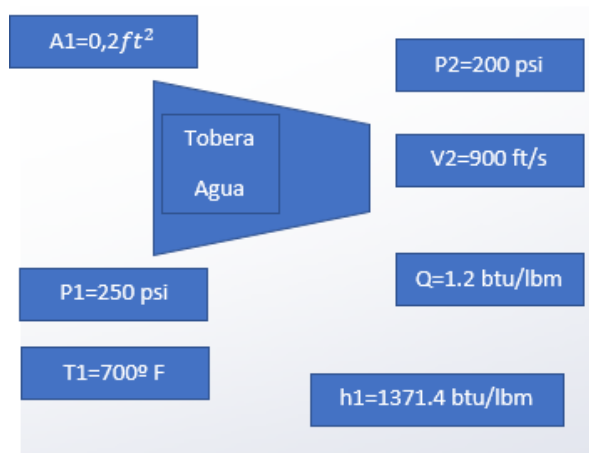 A1=0,2ft²
P2=200 psi
Tobera
Agua
V2=900 ft/s
Q=1.2 btu/lbm
P1=250 psi
T1=700º F
h1=1371.4 btu/lbm